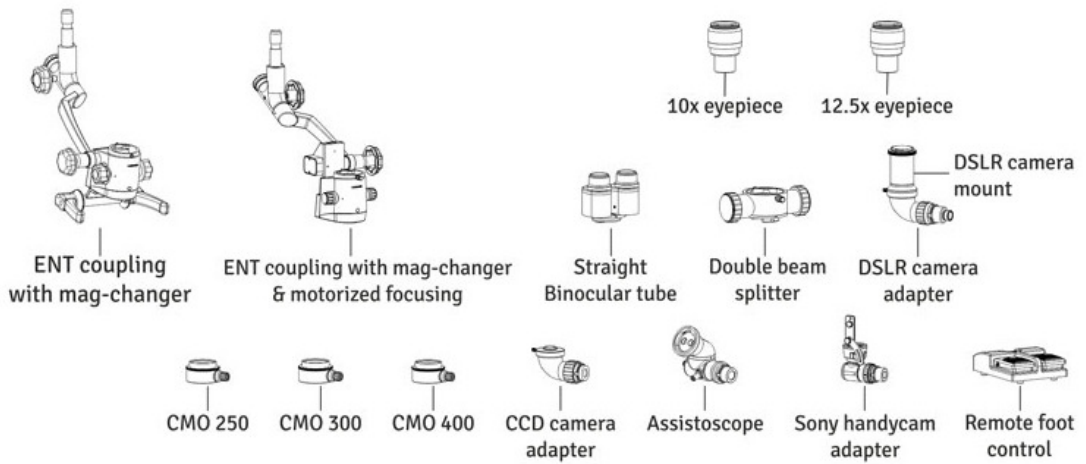 10x eyepiece
12.5x eyepiece
DSLR camera
mount
ENT coupling
with mag-changer
ENT coupling with mag-changer
& motorized focusing
Straight
Binocular tube
Double beam
splitter
DSLR camera
adapter
CMO 250
CMO 300
CMO 400
CCD camera
adapter
Assistoscope
Sony handycam
adapter
Remote foot
control